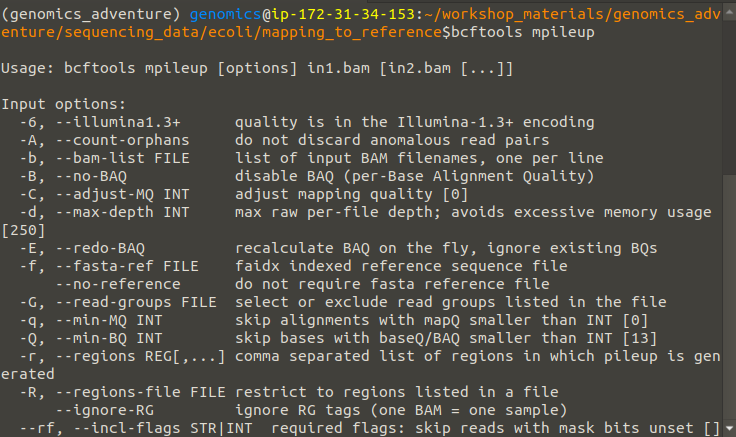 (genomics_adventure) genomics@ip-172-31-34-153:~/workshop_materials/genomics_adv
enture/sequencing_data/ecoli/mapping_to_reference$bcftools mpileup
Usage: bcftools mpileup [options] in1.bam [in2.bam [...]]
Input options:
  -6, --illumina1.3+      quality is in the Illumina-1.3+ encoding
  -A, --count-orphans     do not discard anomalous read pairs
  -b, --bam-list FILE     list of input BAM filenames, one per line
  -B, --no-BAQ            disable BAQ (per-Base Alignment Quality)
  -C, --adjust-MQ INT     adjust mapping quality [0]
  -d, --max-depth INT     max raw per-file depth; avoids excessive memory usage
[250]
  -E, --redo-BAQ          recalculate BAQ on the fly, ignore existing BQs
  -f, --fasta-ref FILE    faidx indexed reference sequence file
      --no-reference      do not require fasta reference file
  -G, --read-groups FILE  select or exclude read groups listed in the file
  -q, --min-MQ INT        skip alignments with mapQ smaller than INT [0]
  -Q, --min-BQ INT        skip bases with baseQ/BAQ smaller than INT [13]
  -r, --regions REG[,...] comma separated list of regions in which pileup is gen
erated
  -R, --regions-file FILE restrict to regions listed in a file
      --ignore-RG         ignore RG tags (one BAM = one sample)
  --rf, --incl-flags STR|INT  required flags: skip reads with mask bits unset []